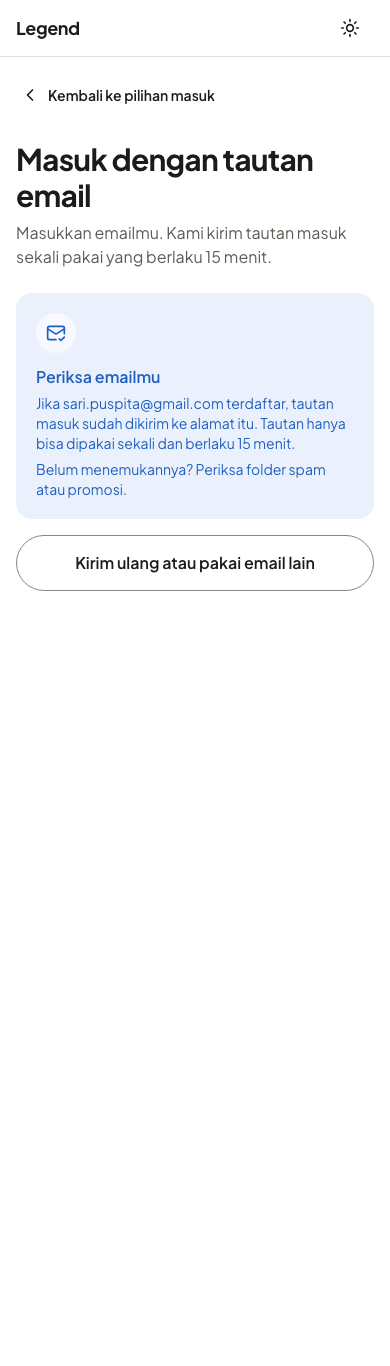 Legend
Kembali ke pilihan masuk
Masuk dengan tautan
email
Masukkan emailmu. Kami kirim tautan masuk
sekali pakai yang berlaku 15 menit.
Periksa emailmu
Jika sari.puspita@gmail.com terdaftar, tautan
masuk sudah dikirim ke alamat itu. Tautan hanya
bisa dipakai sekali dan berlaku 15 menit.
Belum menemukannya? Periksa folder spam
atau promosi.
Kirim ulang atau pakai email lain